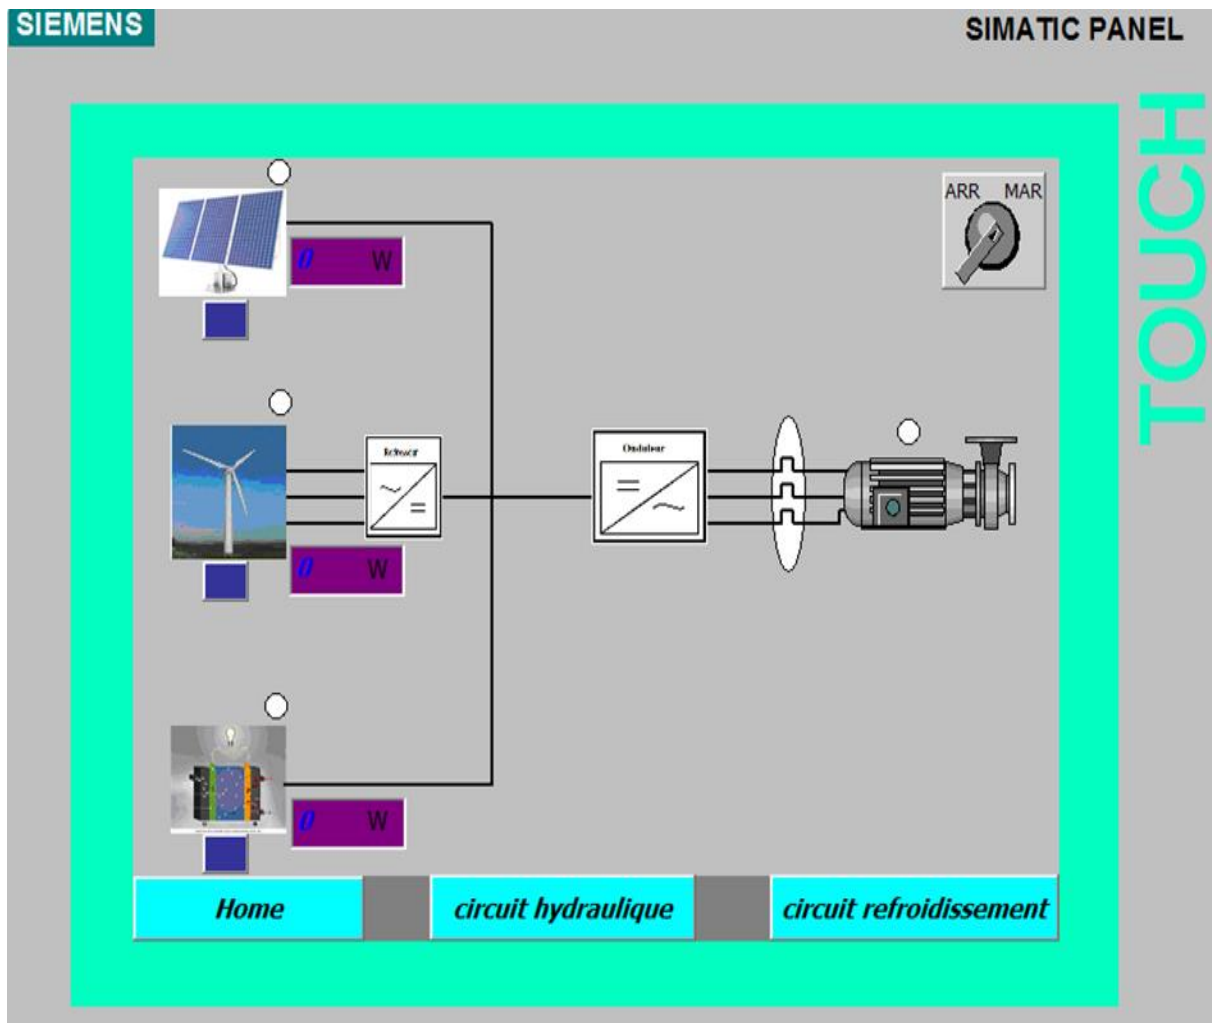 SIEMENS
SIMATIC PANEL
TOUCH
ARR MAR
0 W
Onduleur
0 W
0 W
Home
circuit hydraulique
circuit refroidissement